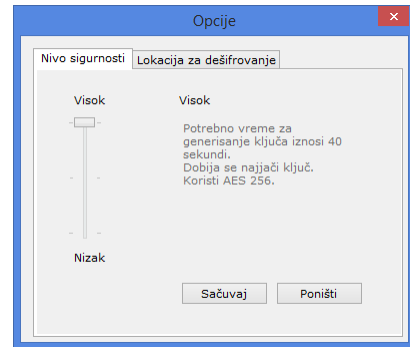 Opcije
Nivo sigurnosti
Lokacija za dešifrovanje
Visok
Visok
Potrebno vreme za
generisanje ključa iznosi 40
sekundi.
Dobija se najjači ključ.
Koristi AES 256.
Nizak
Sačuvaj
Poništi